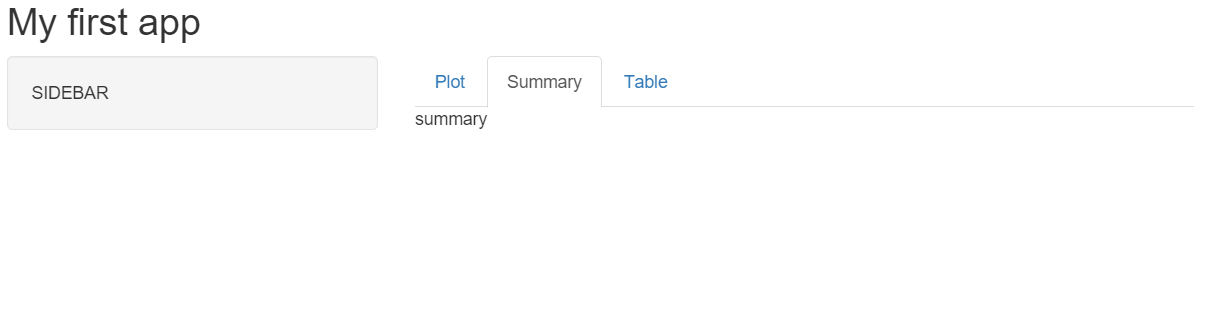 My first app
SIDEBAR
Plot Summary Table
summary